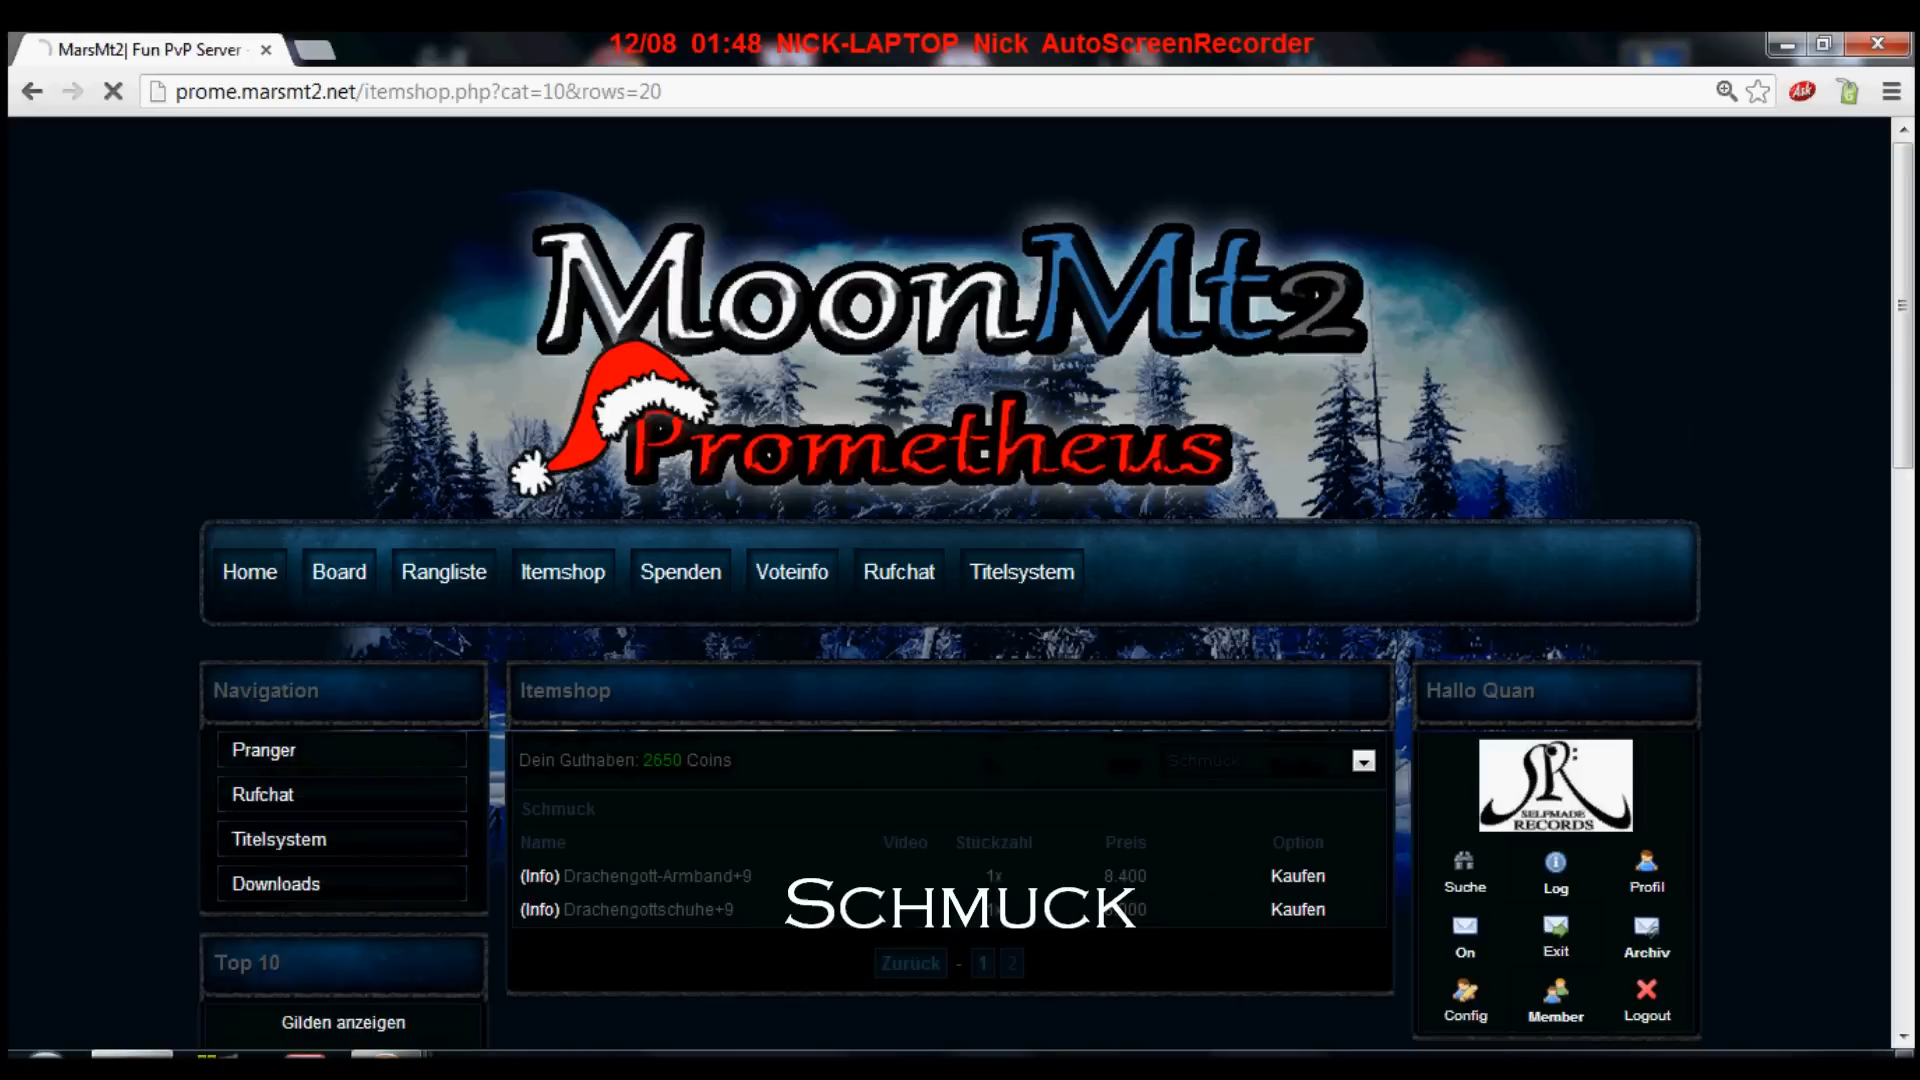 12/08 01:48 NICK-LAPTOP Nick AutoScreenRecorder
MarsMt2| Fun PvP Server
prome.marsmt2.net/itemshop.php?cat=10&rows=20
Ask
MoonMt2
Prometheus
Home Board Rangliste Itemshop Spenden Voteinfo Rufchat Titelsystem
Navigation
Pranger
Rufchat
Titelsystem
Downloads
Top 10
Gilden anzeigen
Itemshop
Dein Guthaben: 2650 Coins
Schmuck
Schmuck
Name Video Stückzahl Preis Option
(Info) Drachengott-Armband+9 1x 8.400 Kaufen
(Info) Drachengottschuhe+9 Kaufen
Schmuck
Zurück - 1 2
Hallo Quan
SR
SELFMADE
RECORDS
Suche Log Profil
On Exit Archiv
Config Member Logout